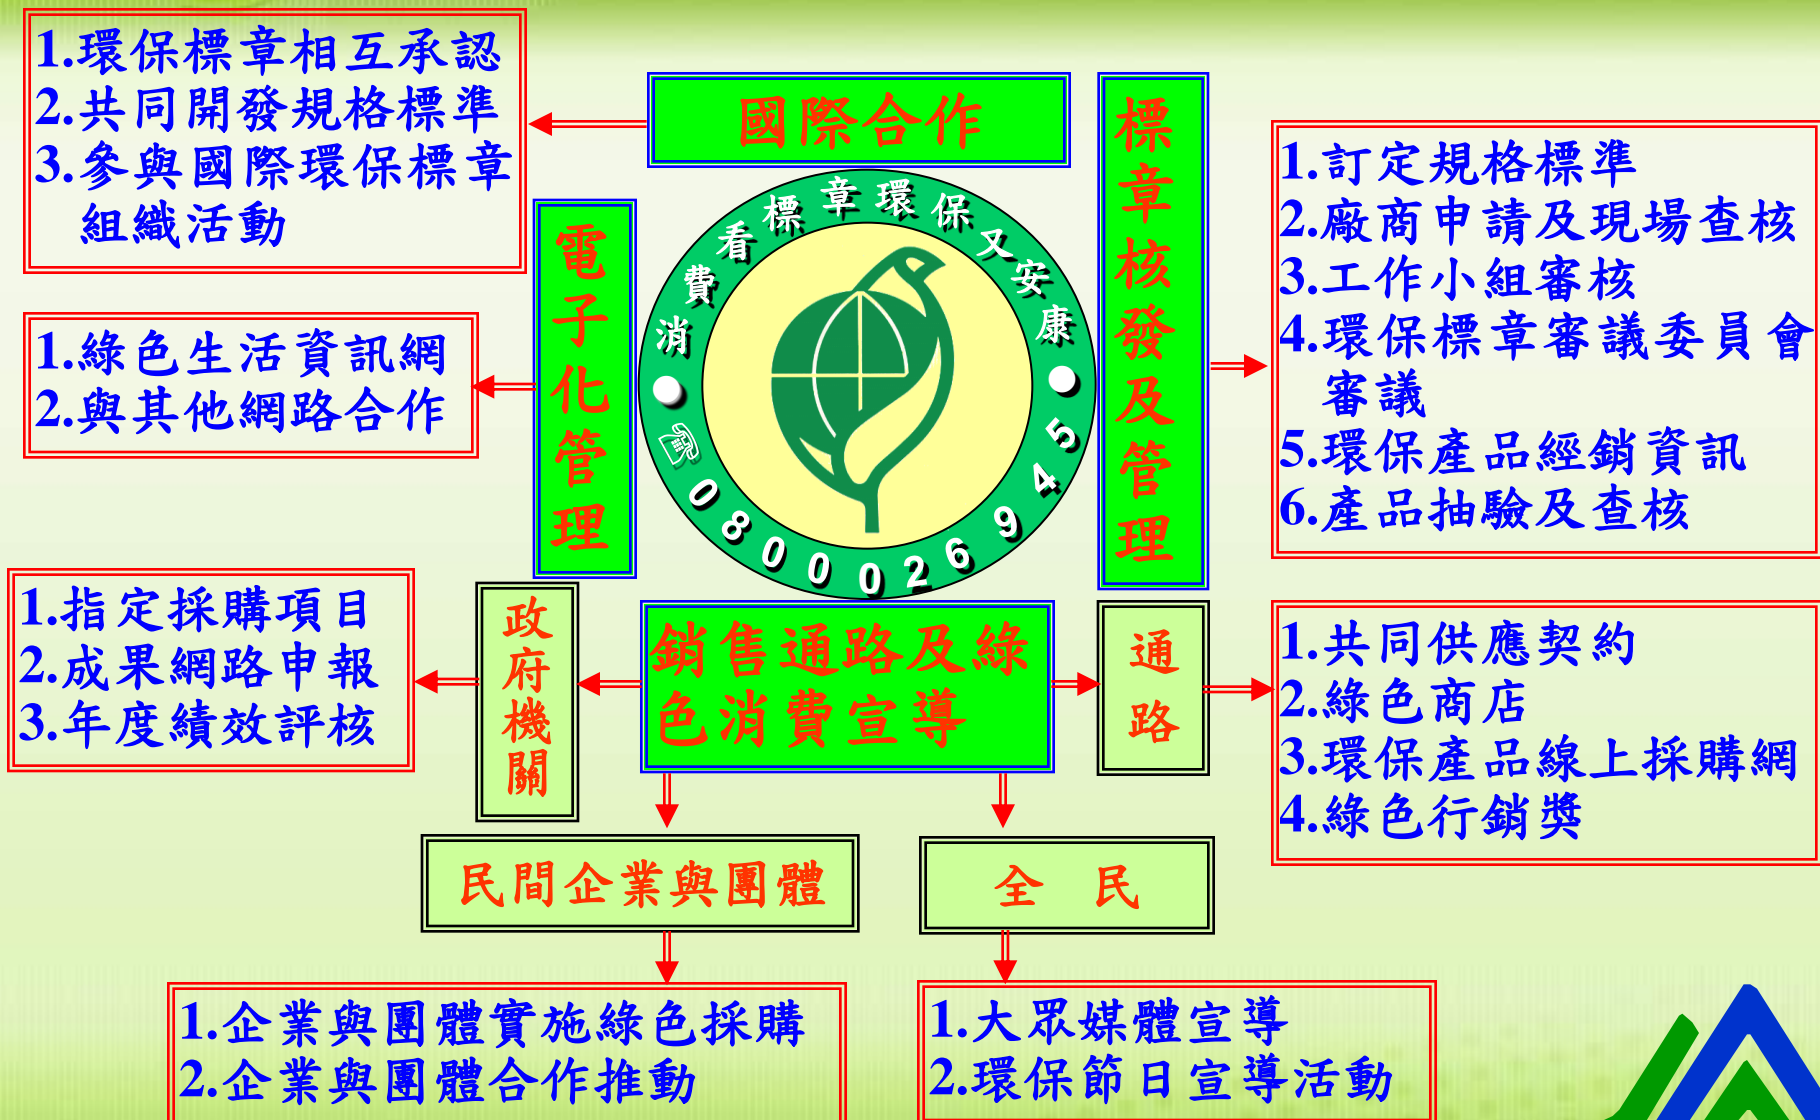 1.環保標章相互承認
2.共同開發規格標準
3.參與國際環保標章
組織活動
國際合作
標章核發及管理
1.訂定規格標準
2.廠商申請及現場查核
3.工作小組審核
4.環保標章審議委員會
審議
5.環保產品經銷資訊
6.產品抽驗及查核
電子化管理
1.綠色生活資訊網
2.與其他網路合作
消費看標章環保又安康
0800026945
銷售通路及綠
色消費宣導
政府機關
1.指定採購項目
2.成果網路申報
3.年度績效評核
通路
1.共同供應契約
2.綠色商店
3.環保產品線上採購網
4.綠色行銷獎
民間企業與團體
全 民
1.企業與團體實施綠色採購
2.企業與團體合作推動
1.大眾媒體宣導
2.環保節日宣導活動